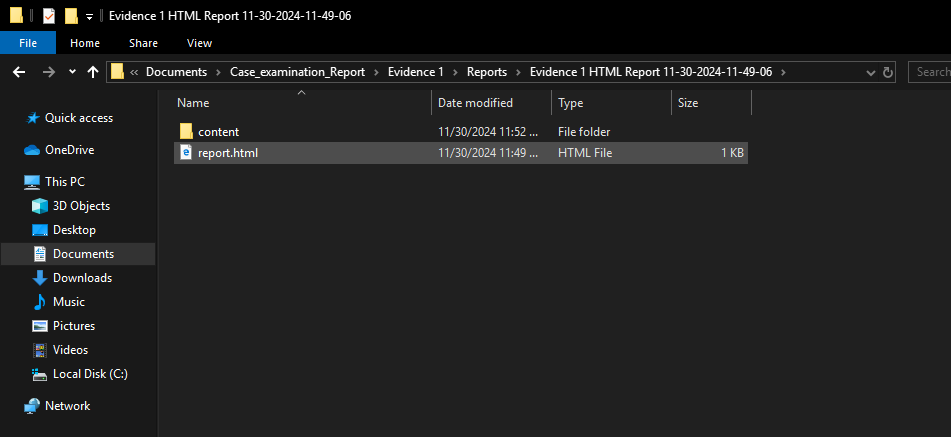 Evidence 1 HTML Report 11-30-2024-11-49-06
File Home Share View
« Documents > Case_examination_Report > Evidence 1 > Reports > Evidence 1 HTML Report 11-30-2024-11-49-06 > Search
Name Date modified Type Size
Quick access
content 11/30/2024 11:52 ... File folder
report.html 11/30/2024 11:49 ... HTML File 1 KB
OneDrive
This PC
3D Objects
Desktop
Documents
Downloads
Music
Pictures
Videos
Local Disk (C:)
Network